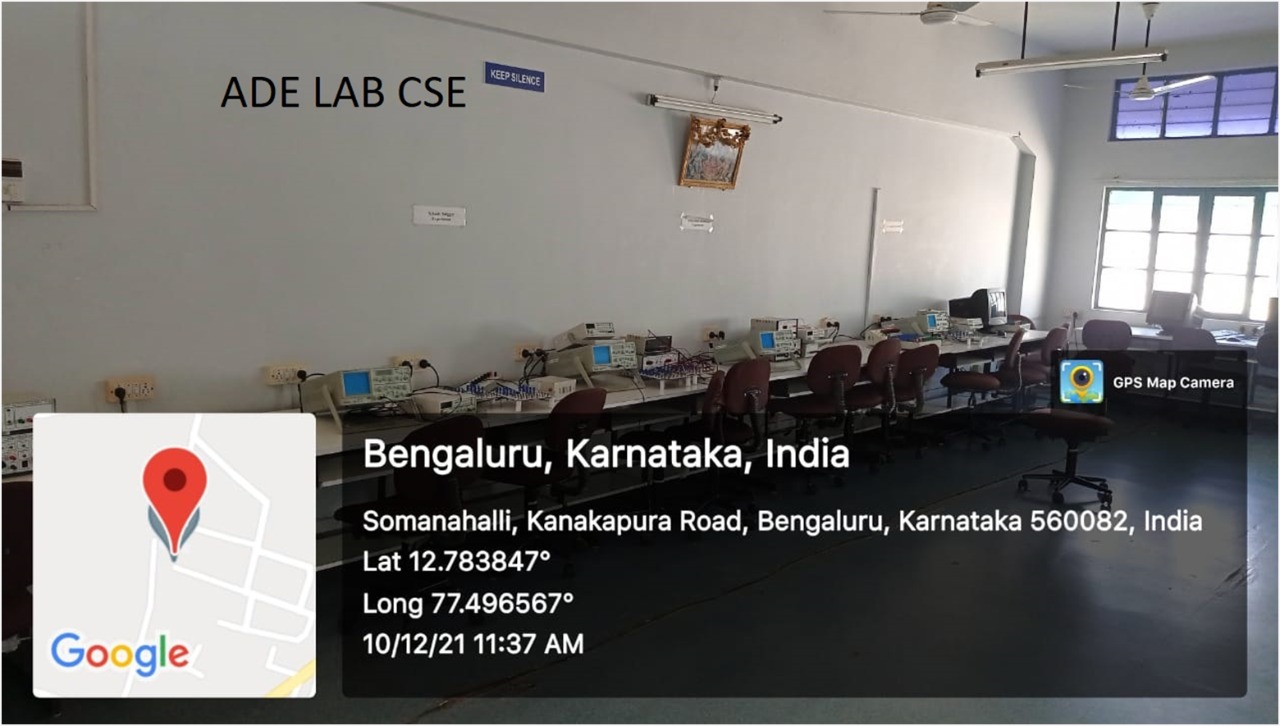 ADE LAB CSE
KEEP SILENCE
GPS Map Camera
Bengaluru, Karnataka, India
Somanahalli, Kanakapura Road, Bengaluru, Karnataka 560082, India
Lat 12.783847°
Long 77.496567°
10/12/21 11:37 AM
Google